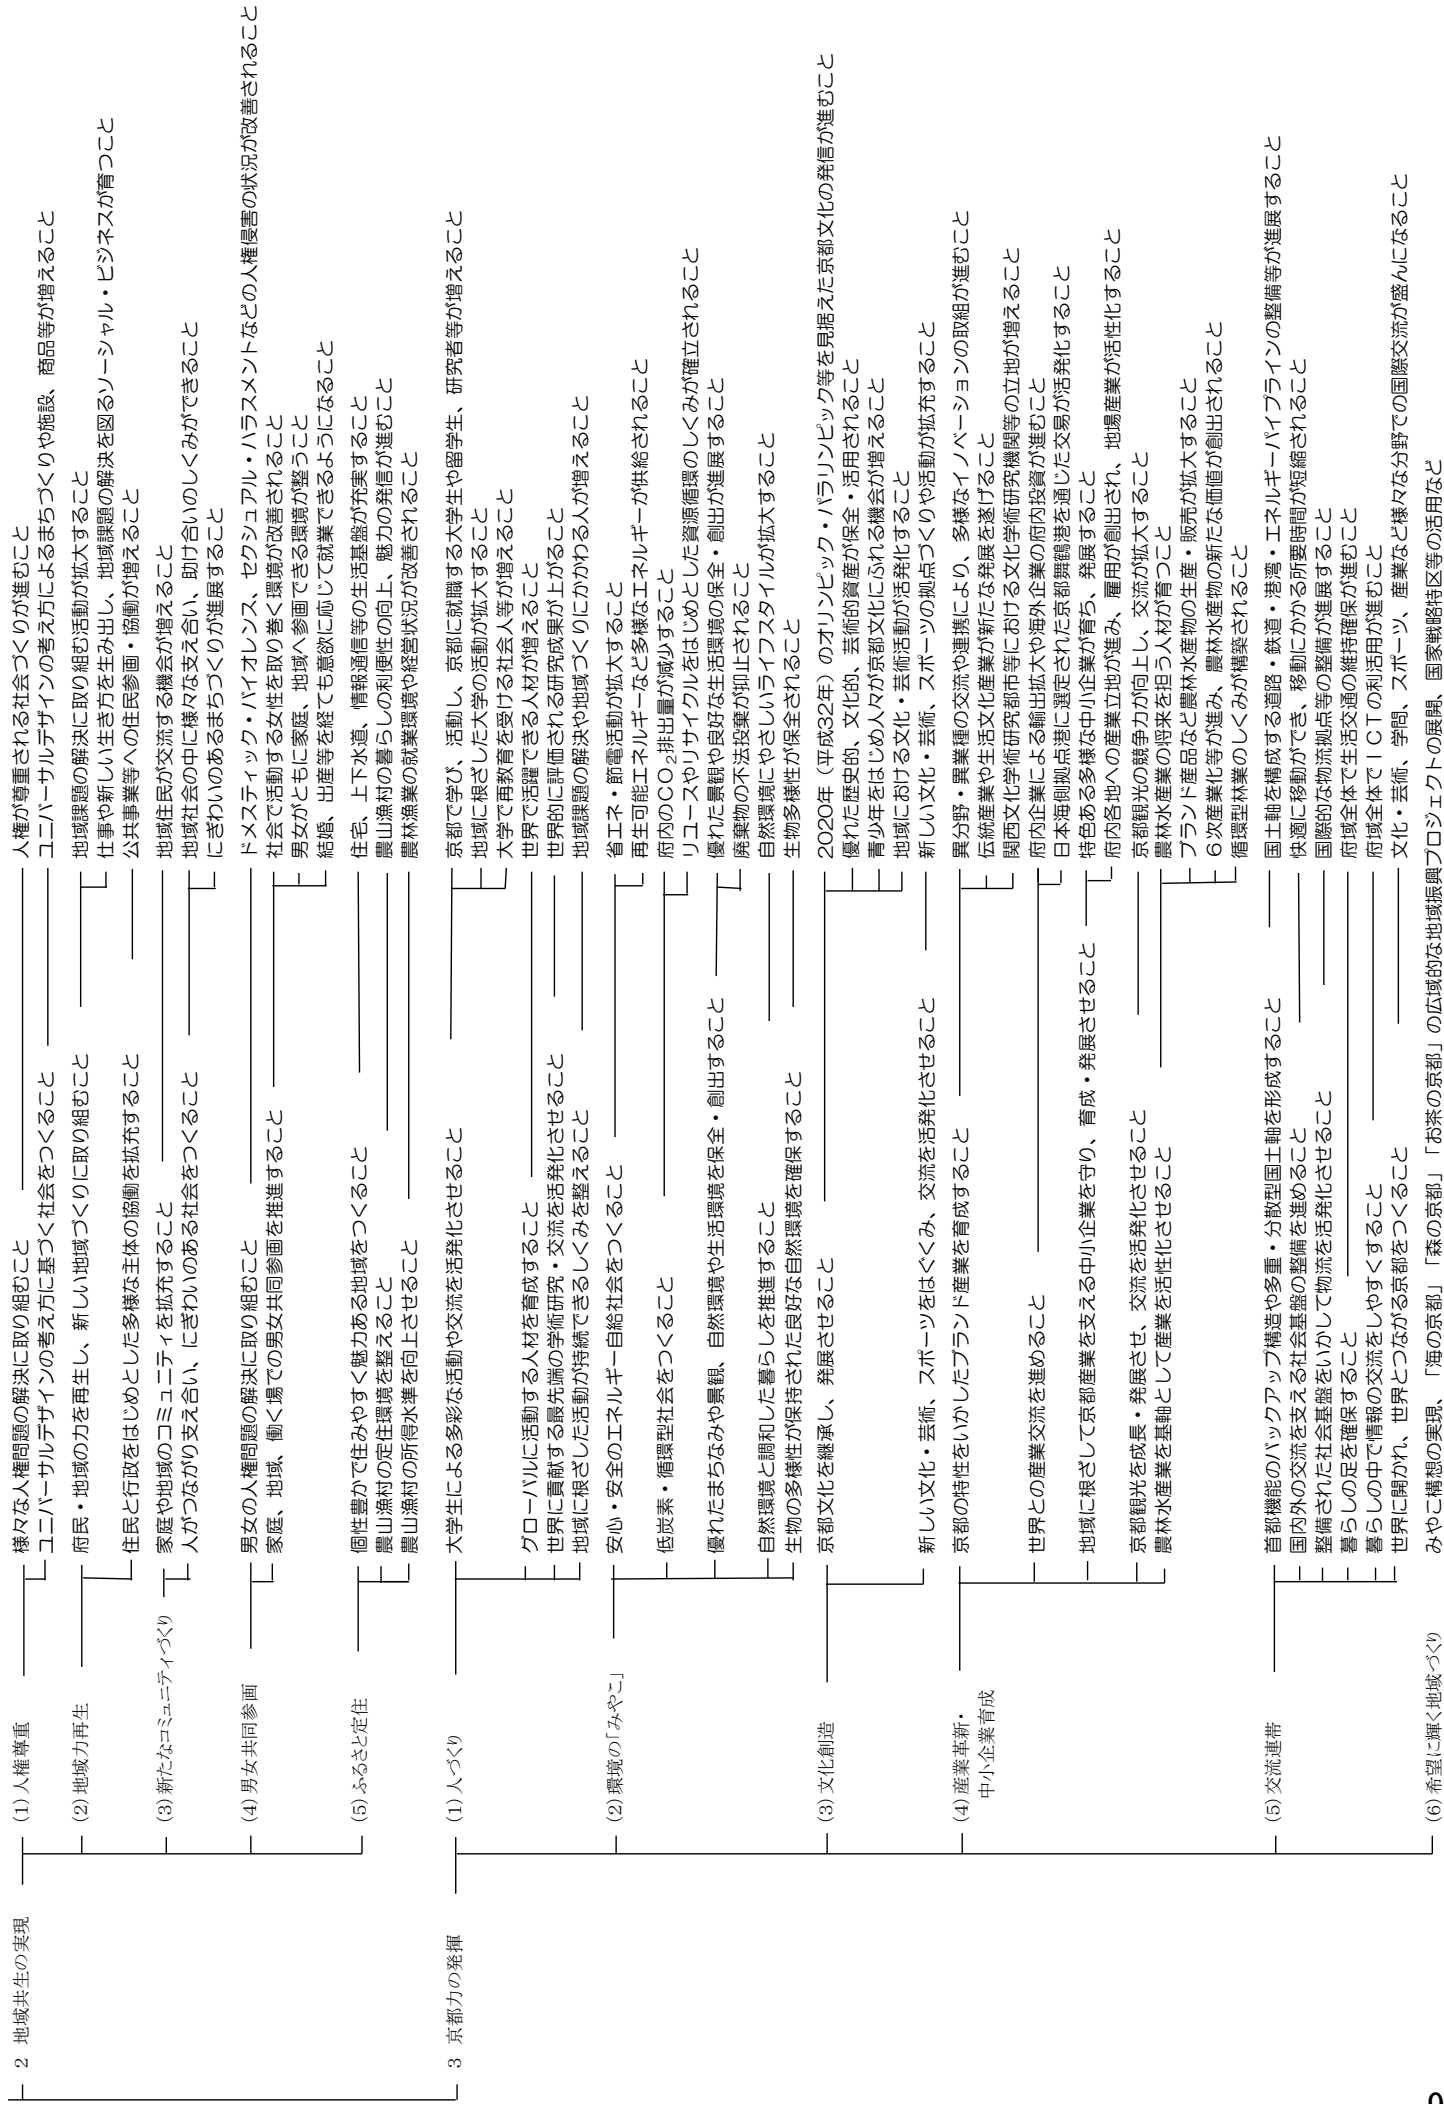 2 地域共生の実現
(1)人権尊重
様々な人権問題の解決に取り組むこと
人権が尊重される社会づくりが進むこと
ユニバーサルデザインの考え方に基づく社会をつくること
ユニバーサルデザインの考え方によるまちづくりや施設、商品等が増えること
(2)地域力再生
府民・地域の力を再生し、新しい地域づくりに取り組むこと
地域課題の解決に取り組む活動が拡大すること
仕事や新しい生き方を生み出し、地域課題の解決を図るソーシャル・ビジネスが育つこと
住民と行政をはじめとした多様な主体の協働を拡充すること
公共事業等への住民参画・協働が増えること
(3)新たなコミュニティづくり
家庭や地域のコミュニティを拡充すること
地域住民が交流する機会が増えること
人がつながり支え合い、にぎわいのある社会をつくること
地域社会の中に様々な支え合い、助け合いのしくみができること
にぎわいのあるまちづくりが進展すること
(4)男女共同参画
男女の人権問題の解決に取り組むこと
ドメスティック・バイオレンス、セクシュアル・ハラスメントなどの人権侵害の状況が改善されること
家庭、地域、働く場での男女共同参画を推進すること
社会で活動する女性を取り巻く環境が改善されること
男女がともに家庭、地域へ参画できる環境が整うこと
結婚、出産等を経ても意欲に応じて就業できるようになること
(5)ふるさと定住
個性豊かで住みやすく魅力ある地域をつくること
住宅、上下水道、情報通信等の生活基盤が充実すること
農山漁村の定住環境を整えること
農山漁村の暮らしの利便性の向上、魅力の発信が進むこと
農山漁村の所得水準を向上させること
農林漁業の就業環境や経営状況が改善されること
3 京都力の発揮
(1)人づくり
大学生による多彩な活動や交流を活発化させること
京都で学び、活動し、京都に就職する大学生や留学生、研究者等が増えること
地域に根ざした大学の活動が拡大すること
大学で再教育を受ける社会人等が増えること
グローバルに活動する人材を育成すること
世界で活躍できる人材が増えること
世界に貢献する最先端の学術研究・交流を活発化させること
世界的に評価される研究成果が上がること
地域に根ざした活動が持続できるしくみを整えること
地域課題の解決や地域づくりにかかわる人が増えること
(2)環境の「みやこ」
安心・安全のエネルギー自給社会をつくること
省エネ・節電活動が拡大すること
再生可能エネルギーなど多様なエネルギーが供給されること
低炭素・循環型社会をつくること
府内のCO₂排出量が減少すること
リユースやリサイクルをはじめとした資源循環のしくみが確立されること
優れたまちなみや景観、自然環境や生活環境を保全・創出すること
優れた景観や良好な生活環境の保全・創出が進展すること
廃棄物の不法投棄が抑止されること
自然環境と調和した暮らしを推進すること
自然環境にやさしいライフスタイルが拡大すること
生物の多様性が保持された良好な自然環境を確保すること
生物多様性が保全されること
(3)文化創造
京都文化を継承し、発展させること
2020年（平成32年）のオリンピック・パラリンピック等を見据えた京都文化の発信が進むこと
優れた歴史的、文化的、芸術的資産が保全・活用されること
青少年をはじめ人々が京都文化にふれる機会が増えること
地域における文化・芸術活動が活発化すること
新しい文化・芸術、スポーツをはぐくみ、交流を活発化させること
新しい文化・芸術、スポーツの拠点づくりや活動が拡充すること
(4)産業革新・
中小企業育成
京都の特性をいかしたブランド産業を育成すること
異分野・異業種の交流や連携により、多様なイノベーションの取組が進むこと
伝統産業や生活文化産業が新たな発展を遂げること
関西文化学術研究都市等における文化学術研究機関等の立地が増えること
世界との産業交流を進めること
府内企業による輸出拡大や海外企業の府内投資が進むこと
日本海側拠点港に選定された京都舞鶴港を通じた交易が活発化すること
地域に根ざして京都産業を支える中小企業を守り、育成・発展させること
特色ある多様な中小企業が育ち、発展すること
府内各地への産業立地が進み、雇用が創出され、地場産業が活性化すること
京都観光を成長・発展させ、交流を活発化させること
京都観光の競争力が向上し、交流が拡大すること
農林水産業を基軸として産業を活性化させること
農林水産業の将来を担う人材が育つこと
ブランド産品など農林水産物の生産・販売が拡大すること
6次産業化等が進み、農林水産物の新たな価値が創出されること
循環型林業のしくみが構築されること
(5)交流連帯
首都機能のバックアップ構造や多重・分散型国土軸を形成すること
国土軸を構成する道路・鉄道・港湾・エネルギーパイプラインの整備等が進展すること
国内外の交流を支える社会基盤の整備を進めること
快適に移動ができ、移動にかかる所要時間が短縮されること
整備された社会基盤をいかして物流を活発化させること
国際的な物流拠点等の整備が進展すること
暮らしの足を確保すること
府域全体で生活交通の維持確保が進むこと
暮らしの中で情報の交流をしやすくすること
府域全体でICTの利活用が進むこと
世界に開かれ、世界とつながる京都をつくること
文化・芸術、学問、スポーツ、産業など様々な分野での国際交流が盛んになること
(6)希望に輝く地域づくり
みやこ構想の実現、「海の京都」「森の京都」「お茶の京都」の広域的な地域振興プロジェクトの展開、国家戦略特区等の活用など